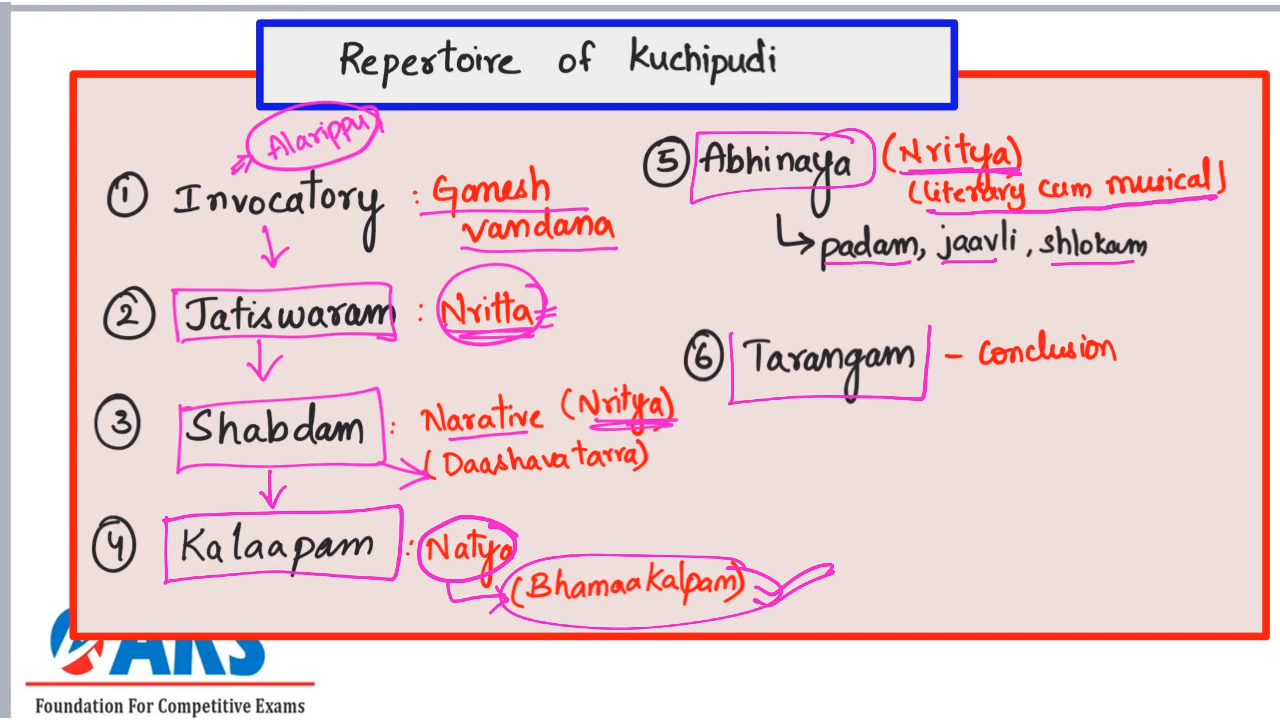 Repertoire of Kuchipudi
Alarippu
① Invocatory : Ganesh
vandana
② Jatiswaram : Nritta
③ Shabdam : Narative (Nritya)
(Daashavatarra)
④ Kalaapam : Natya
(BhamaaKalpam)
⑤ Abhinaya (Nritya)
(literary cum musical)
↳ padam, jaavli, shlokam
⑥ Tarangam - conclusion
AKS
Foundation For Competitive Exams